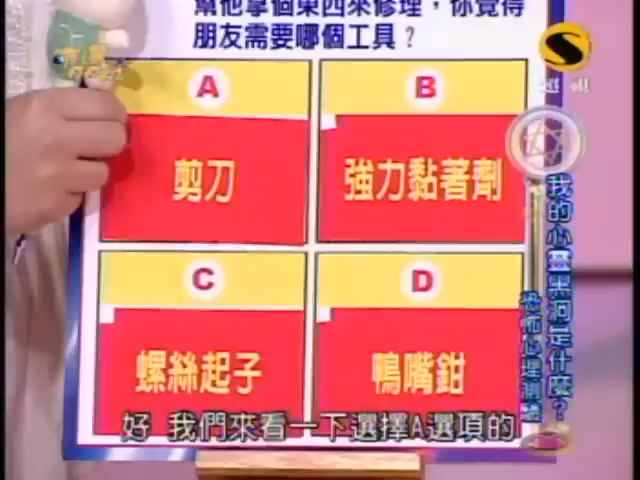 幫他拿個東西來修理，你覺得
朋友需要哪個工具？
A
剪刀
B
強力黏著劑
C
螺絲起子
D
鴨嘴鉗
我的心靈黑洞是什麼？
恐怖心理測驗
好 我們來看一下選擇A選項的